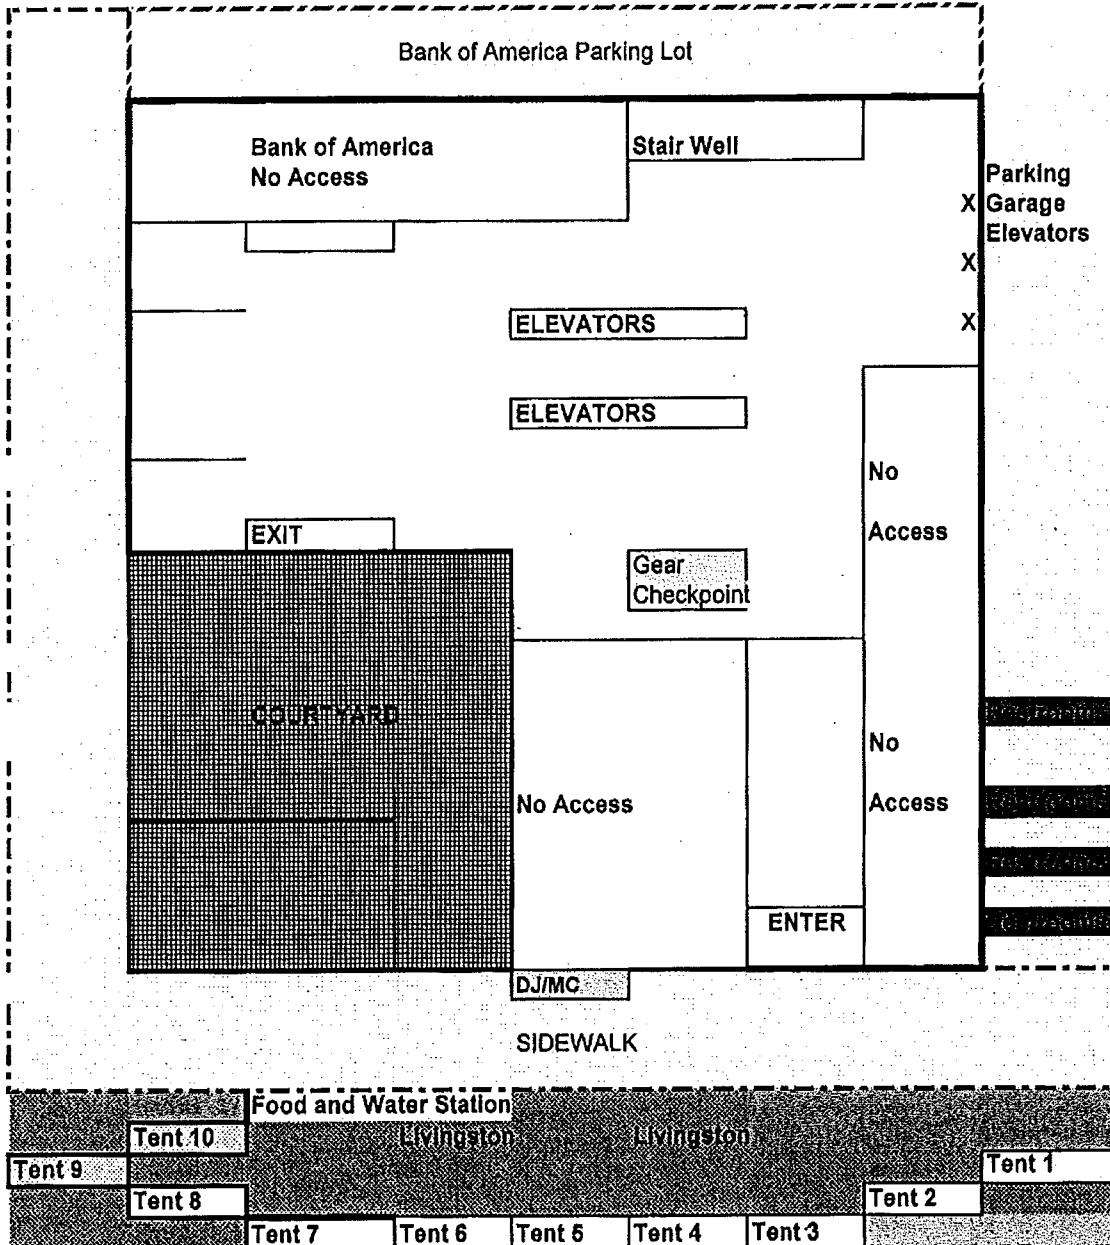 Bank of America Parking Lot
Bank of America
No Access
Stair Well
Parking
X Garage
Elevators
X
ELEVATORS
X
ELEVATORS
No
Access
EXIT
Gear
Checkpoint
COURTYARD
No
Access
No Access
ENTER
DJ/MC
SIDEWALK
Food and Water Station
Tent 10
Livingston
Livingston
Tent 9
Tent 1
Tent 8
Tent 2
Tent 7
Tent 6
Tent 5
Tent 4
Tent 3